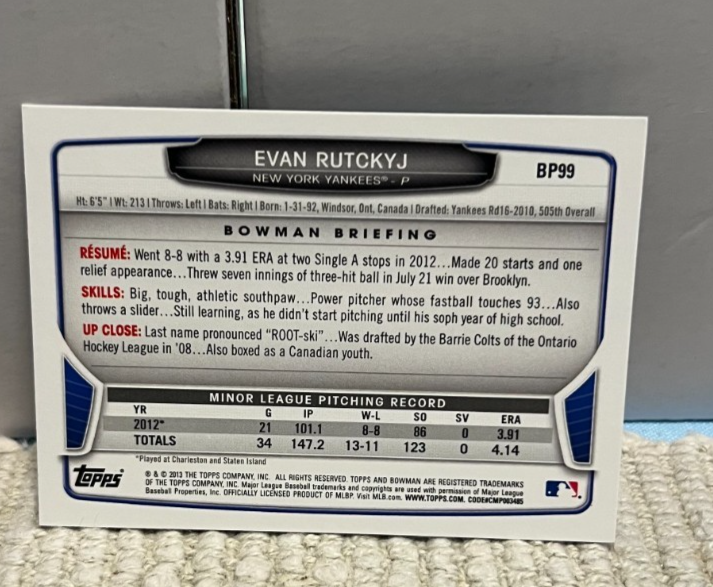 EVAN RUTCKYJ
NEW YORK YANKEES® - P
BP99
Ht: 6'5" | Wt: 213 | Throws: Left | Bats: Right | Born: 1-31-92, Windsor, Ont, Canada | Drafted: Yankees Rd16-2010, 505th Overall
BOWMAN BRIEFING
RÉSUMÉ: Went 8-8 with a 3.91 ERA at two Single A stops in 2012...Made 20 starts and one
relief appearance...Threw seven innings of three-hit ball in July 21 win over Brooklyn.
SKILLS: Big, tough, athletic southpaw...Power pitcher whose fastball touches 93...Also
throws a slider...Still learning, as he didn't start pitching until his soph year of high school.
UP CLOSE: Last name pronounced "ROOT-ski"...Was drafted by the Barrie Colts of the Ontario
Hockey League in '08...Also boxed as a Canadian youth.
MINOR LEAGUE PITCHING RECORD
YR G IP W-L SO SV ERA
2012* 21 101.1 8-8 86 0 3.91
TOTALS 34 147.2 13-11 123 0 4.14
*Played at Charleston and Staten Island
Topps
® & © 2013 THE TOPPS COMPANY, INC. ALL RIGHTS RESERVED. TOPPS AND BOWMAN ARE REGISTERED TRADEMARKS
OF THE TOPPS COMPANY, INC. Major League Baseball trademarks and copyrights are used with permission of Major League
Baseball Properties, Inc. OFFICIALLY LICENSED PRODUCT OF MLBP. Visit MLB.com. WWW.TOPPS.COM. CODE#CMP003485